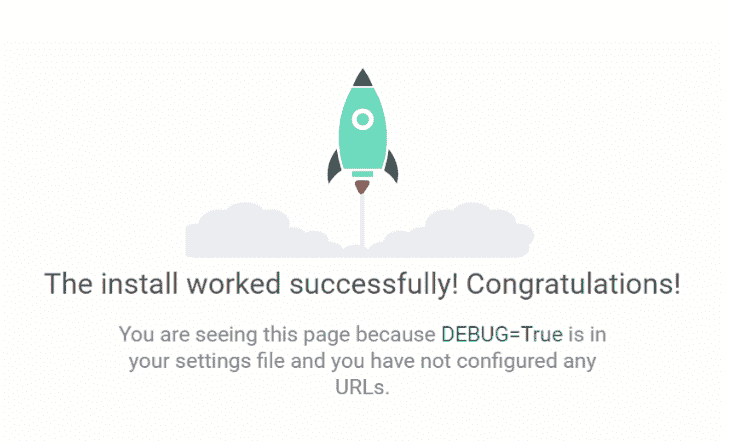 The install worked successfully! Congratulations!
You are seeing this page because DEBUG=True is in
your settings file and you have not configured any
URLs.